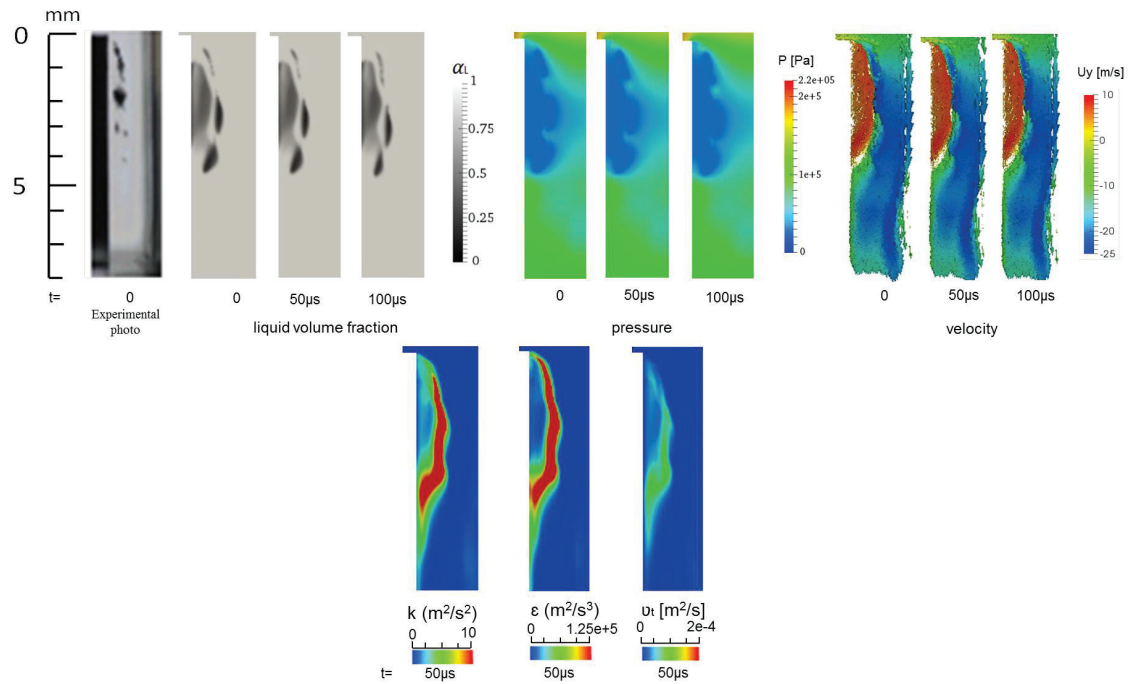 mm
0
5
t=
0
Experimental
photo
0
50µs
100µs
liquid volume fraction
αL
1
0.75
0.5
0.25
0
0
50µs
100µs
pressure
P [Pa]
2.2e+05
2e+5
1e+5
0
0
50µs
100µs
velocity
Uy [m/s]
10
0
-10
-20
-25
k (m²/s²)
0
10
t=
50µs
ε (m²/s³)
0
1.25e+5
50µs
υt [m²/s]
0
2e-4
50µs